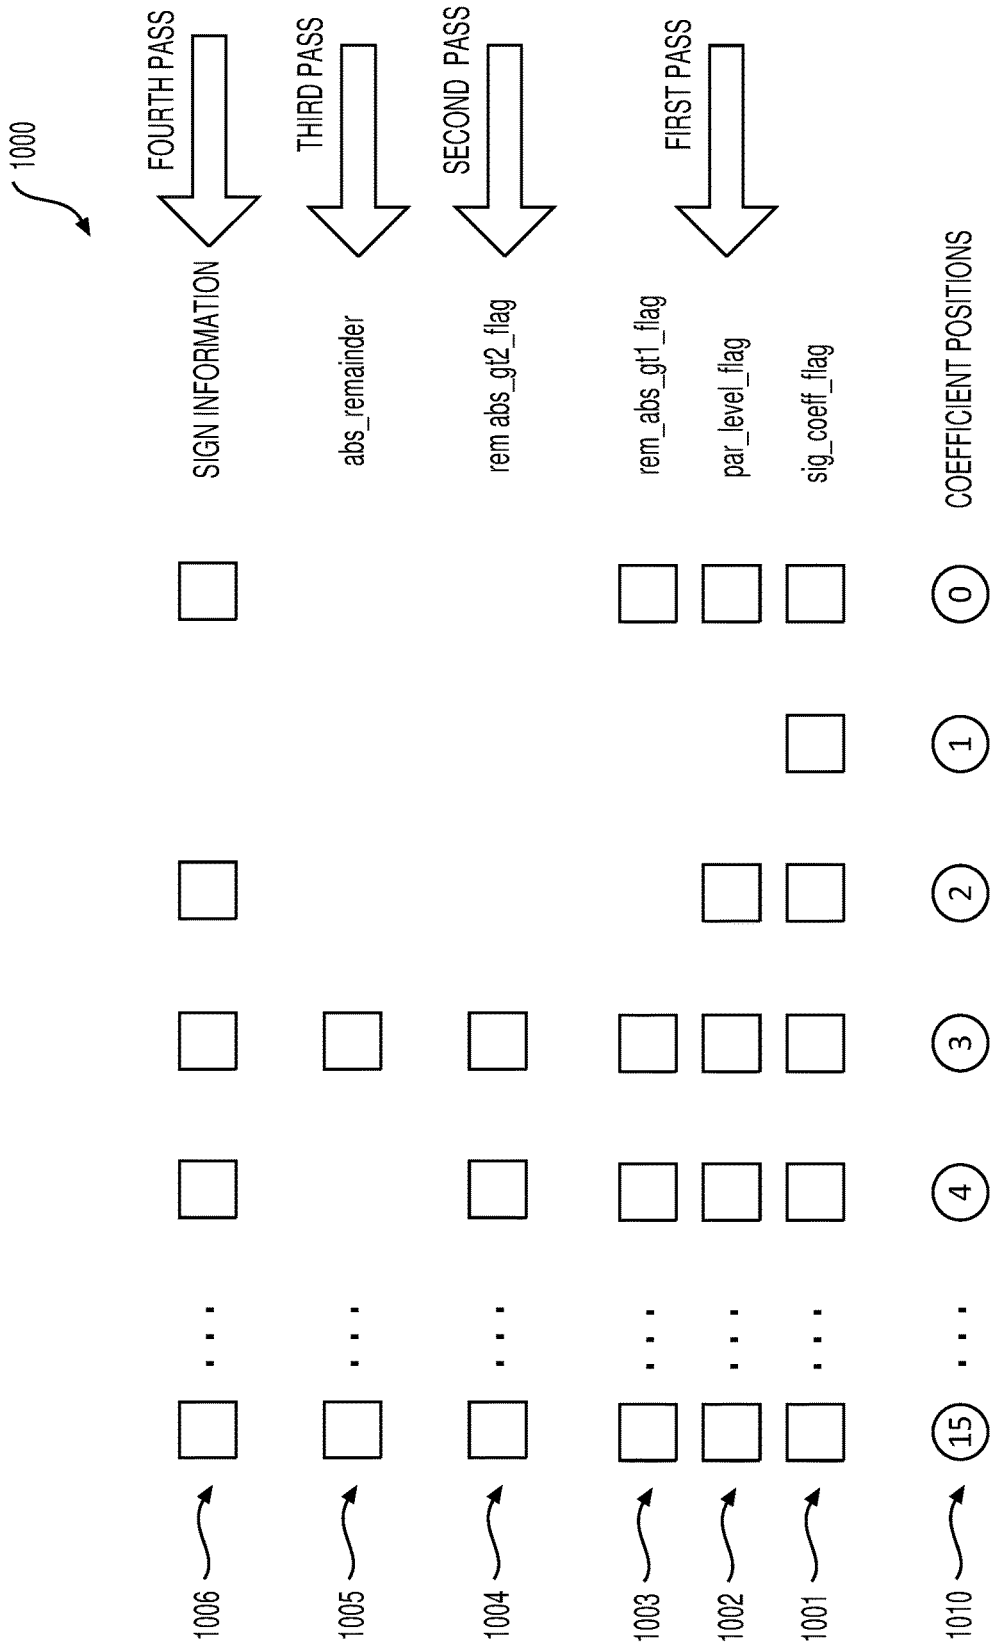 1000
FOURTH PASS
1006 ... SIGN INFORMATION
THIRD PASS
1005 ... abs_remainder
SECOND PASS
1004 ... rem abs_gt2_flag
1003 ... rem_abs_gt1_flag
FIRST PASS
1002 ... par_level_flag
1001 ... sig_coeff_flag
1010 15 ... 4 3 2 1 0 COEFFICIENT POSITIONS